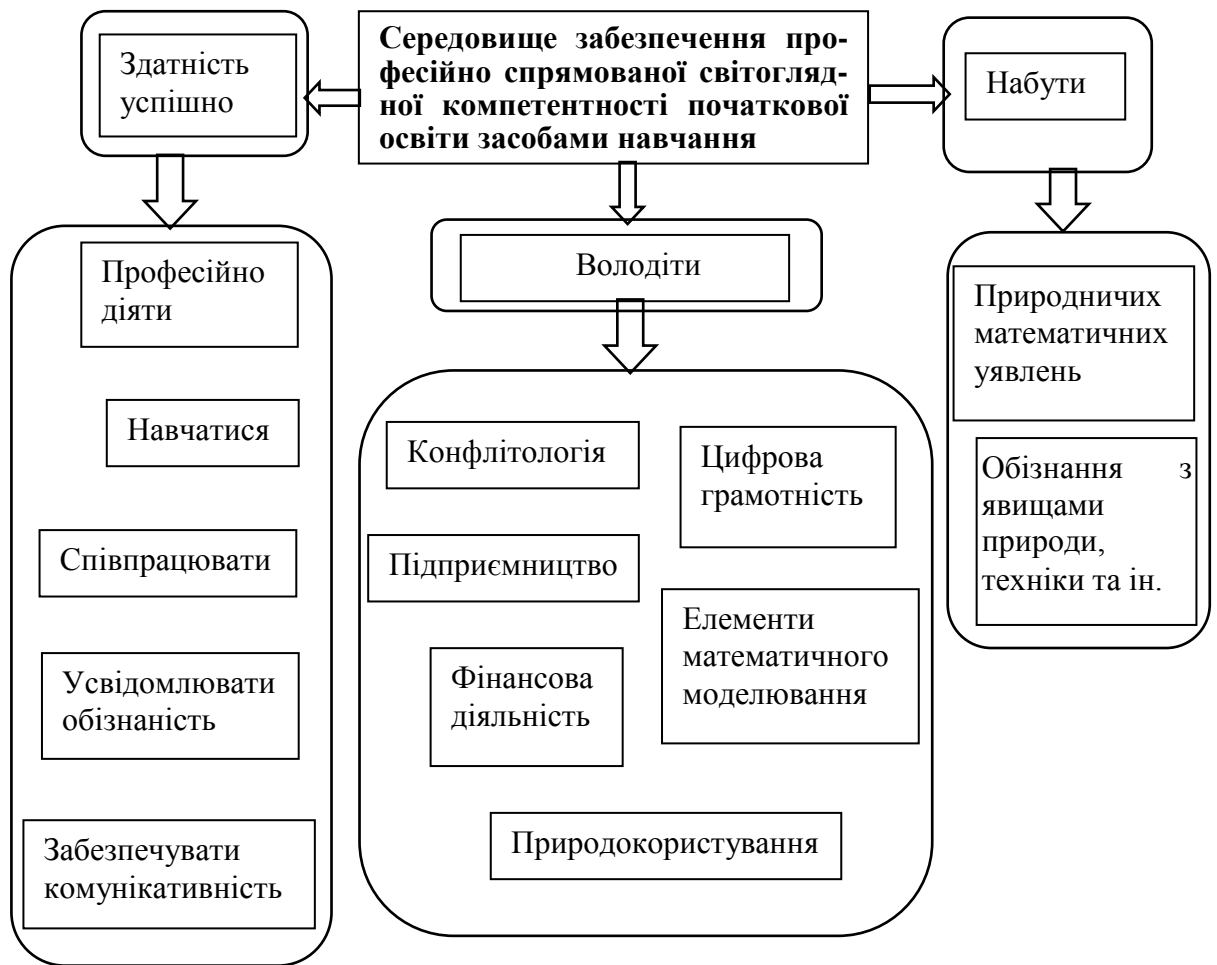 Середовище забезпечення про-
фесійно спрямованої світогляд-
ної компетентності початкової
освіти засобами навчання
Здатність
успішно
Професійно
діяти
Навчатися
Співпрацювати
Усвідомлювати
обізнаність
Забезпечувати
комунікативність
Володіти
Конфлітологія
Цифрова
грамотність
Підприємництво
Елементи
математичного
моделювання
Фінансова
діяльність
Природокористування
Набути
Природничих
математичних
уявлень
Обізнання з
явищами
природи,
техніки та ін.